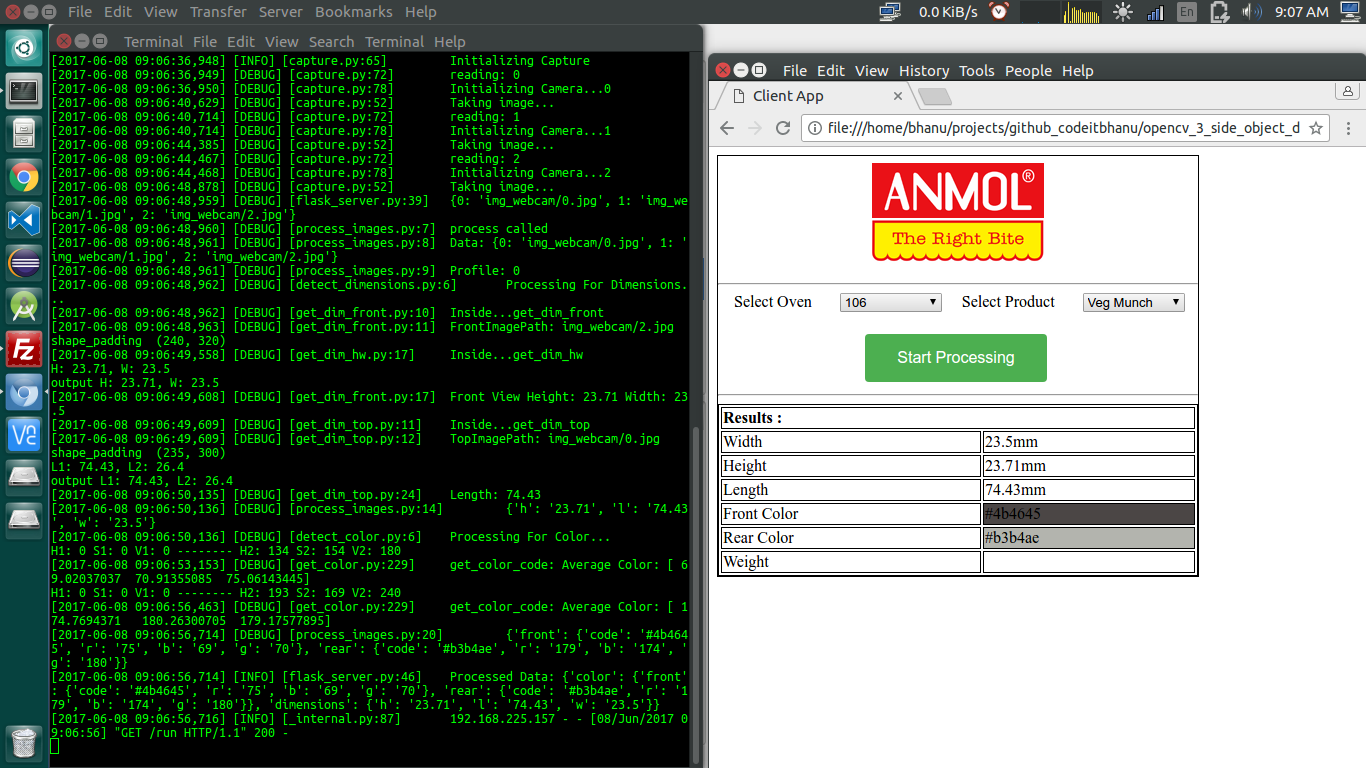 File Edit View Transfer Server Bookmarks Help
0.0 KiB/s
En
9:07 AM
Terminal File Edit View Search Terminal Help
[2017-06-08 09:06:36,948] [INFO] [capture.py:65] Initializing Capture
[2017-06-08 09:06:36,949] [DEBUG] [capture.py:72] reading: 0
[2017-06-08 09:06:36,950] [DEBUG] [capture.py:78] Initializing Camera...0
[2017-06-08 09:06:40,629] [DEBUG] [capture.py:52] Taking image...
[2017-06-08 09:06:40,714] [DEBUG] [capture.py:72] reading: 1
[2017-06-08 09:06:40,714] [DEBUG] [capture.py:78] Initializing Camera...1
[2017-06-08 09:06:44,385] [DEBUG] [capture.py:52] Taking image...
[2017-06-08 09:06:44,467] [DEBUG] [capture.py:72] reading: 2
[2017-06-08 09:06:44,468] [DEBUG] [capture.py:78] Initializing Camera...2
[2017-06-08 09:06:48,878] [DEBUG] [capture.py:52] Taking image...
[2017-06-08 09:06:48,959] [DEBUG] [flask_server.py:39] {0: 'img_webcam/0.jpg', 1: 'img_we
bcam/1.jpg', 2: 'img_webcam/2.jpg'}
[2017-06-08 09:06:48,960] [DEBUG] [process_images.py:7] process called
[2017-06-08 09:06:48,961] [DEBUG] [process_images.py:8] Data: {0: 'img_webcam/0.jpg', 1: '
img_webcam/1.jpg', 2: 'img_webcam/2.jpg'}
[2017-06-08 09:06:48,961] [DEBUG] [process_images.py:9] Profile: 0
[2017-06-08 09:06:48,961] [DEBUG] [detect_dimensions.py:6] Processing For Dimensions.
..
[2017-06-08 09:06:48,962] [DEBUG] [get_dim_front.py:10] Inside...get_dim_front
[2017-06-08 09:06:48,963] [DEBUG] [get_dim_front.py:11] FrontImagePath: img_webcam/2.jpg
shape_padding (240, 320)
[2017-06-08 09:06:49,558] [DEBUG] [get_dim_hw.py:17] Inside...get_dim_hw
H: 23.71, W: 23.5
output H: 23.71, W: 23.5
[2017-06-08 09:06:49,608] [DEBUG] [get_dim_front.py:17] Front View Height: 23.71 Width: 23
.5
[2017-06-08 09:06:49,609] [DEBUG] [get_dim_top.py:11] Inside...get_dim_top
[2017-06-08 09:06:49,609] [DEBUG] [get_dim_top.py:12] TopImagePath: img_webcam/0.jpg
shape_padding (235, 300)
L1: 74.43, L2: 26.4
output L1: 74.43, L2: 26.4
[2017-06-08 09:06:50,135] [DEBUG] [get_dim_top.py:24] Length: 74.43
[2017-06-08 09:06:50,136] [DEBUG] [process_images.py:14] {'h': '23.71', 'l': '74.43
', 'w': '23.5'}
[2017-06-08 09:06:50,136] [DEBUG] [detect_color.py:6] Processing For Color...
H1: 0 S1: 0 V1: 0 -------- H2: 134 S2: 154 V2: 180
[2017-06-08 09:06:53,153] [DEBUG] [get_color.py:229] get_color_code: Average Color: [ 6
9.02037037 70.91355085 75.06143445]
H1: 0 S1: 0 V1: 0 -------- H2: 193 S2: 169 V2: 240
[2017-06-08 09:06:56,463] [DEBUG] [get_color.py:229] get_color_code: Average Color: [ 1
74.7694371 180.26300705 179.17577895]
[2017-06-08 09:06:56,714] [DEBUG] [process_images.py:20] {'front': {'code': '#4b464
5', 'r': '75', 'b': '69', 'g': '70'}, 'rear': {'code': '#b3b4ae', 'r': '179', 'b': '174', '
g': '180'}}
[2017-06-08 09:06:56,714] [INFO] [flask_server.py:46] Processed Data: {'color': {'front'
: {'code': '#4b4645', 'r': '75', 'b': '69', 'g': '70'}, 'rear': {'code': '#b3b4ae', 'r': '1
79', 'b': '174', 'g': '180'}}, 'dimensions': {'h': '23.71', 'l': '74.43', 'w': '23.5'}}
[2017-06-08 09:06:56,716] [INFO] [_internal.py:87] 192.168.225.157 - - [08/Jun/2017 0
9:06:56] "GET /run HTTP/1.1" 200 -
File Edit View History Tools People Help
Client App
file:///home/bhanu/projects/github_codeitbhanu/opencv_3_side_object_d
ANMOL®
The Right Bite
Select Oven 106 Select Product Veg Munch
Start Processing
Results :
Width 23.5mm
Height 23.71mm
Length 74.43mm
Front Color #4b4645
Rear Color #b3b4ae
Weight